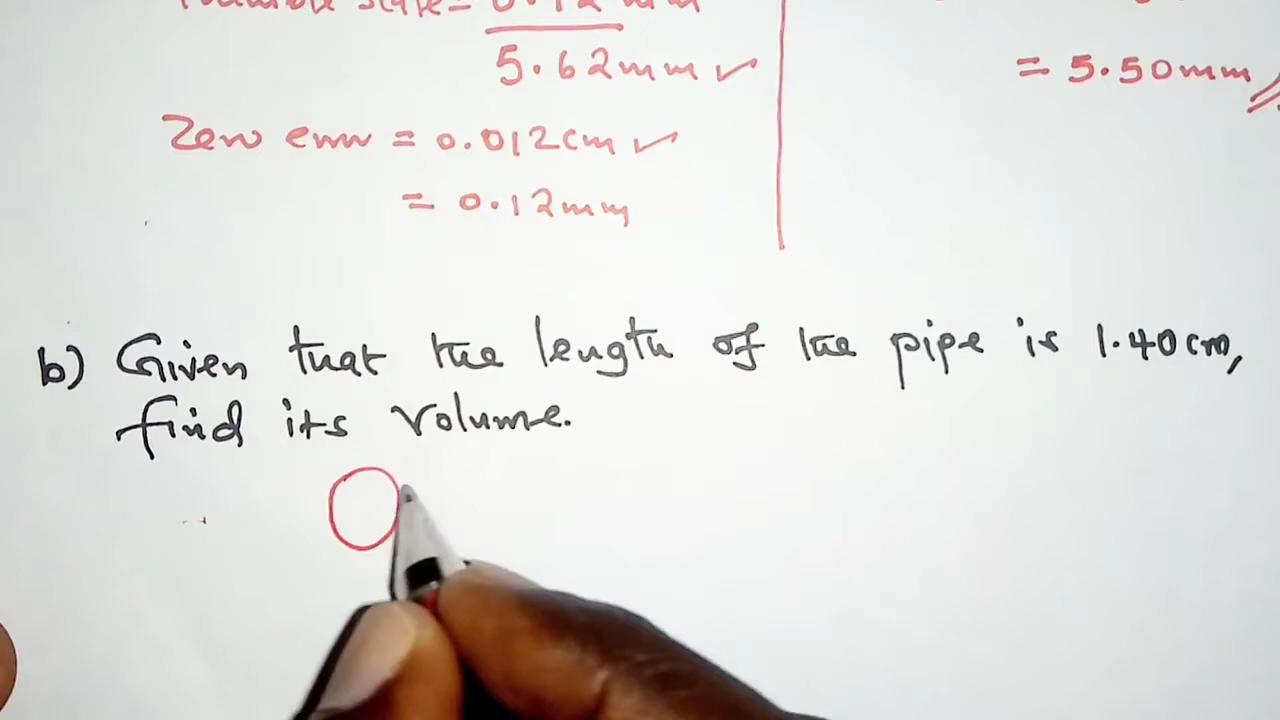 5.62mm ✓
= 5.50mm
Zero error = 0.012cm ✓
= 0.12mm
b) Given that the length of the pipe is 1.40cm,
find its volume.